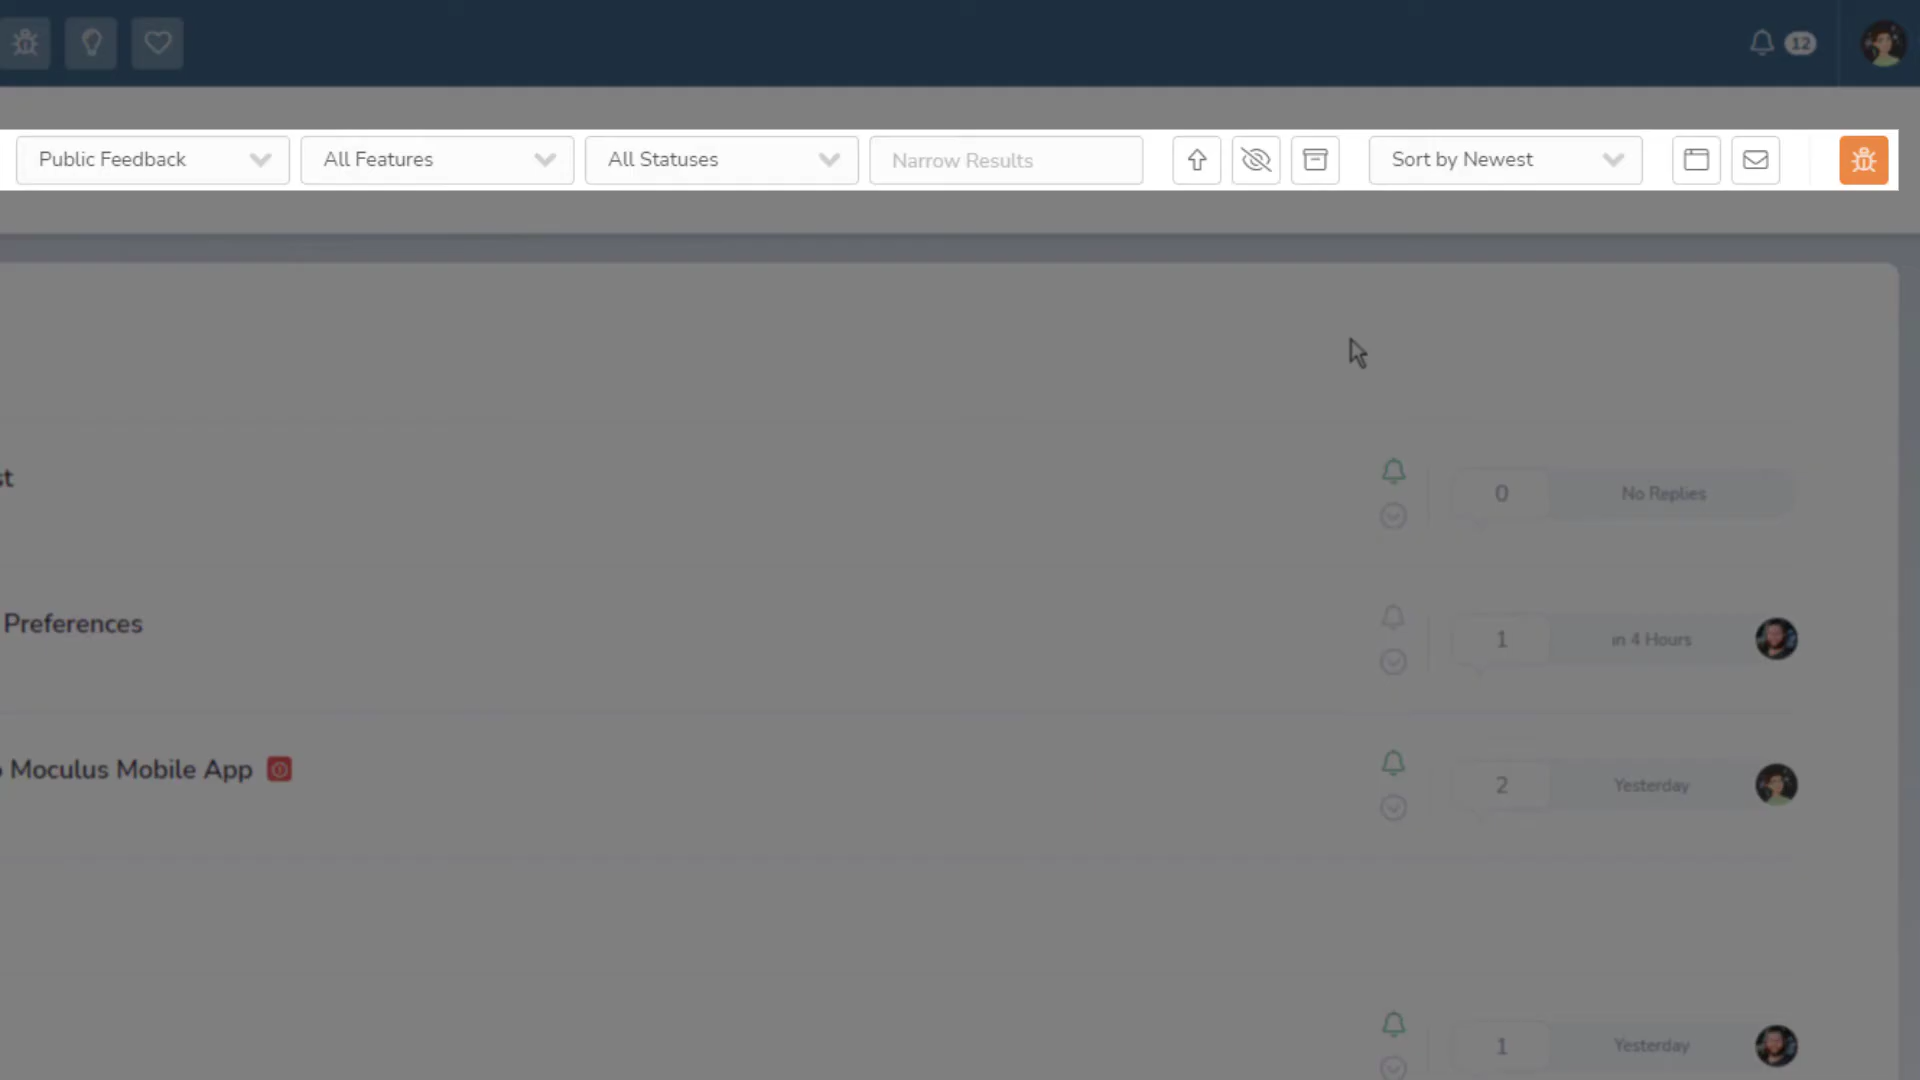 12
Public Feedback All Features All Statuses Narrow Results Sort by Newest
st
0 No Replies
Preferences
1 in 4 Hours
o Moculus Mobile App
2 Yesterday
1 Yesterday